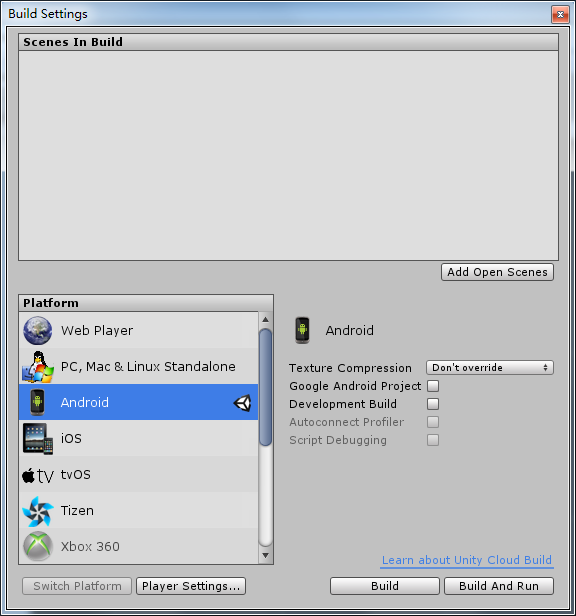 Build Settings
Scenes In Build
Add Open Scenes
Platform
Web Player
PC, Mac & Linux Standalone
Android
iOS
tvOS
Tizen
Xbox 360
Android
Texture Compression Don't override
Google Android Project
Development Build
Autoconnect Profiler
Script Debugging
Learn about Unity Cloud Build
Switch Platform Player Settings... Build Build And Run